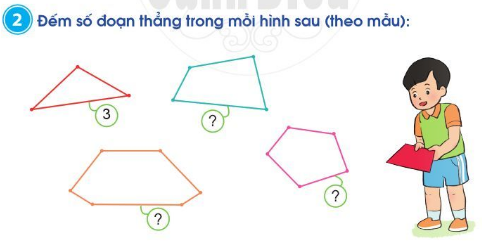 2 Đếm số đoạn thẳng trong mỗi hình sau (theo mẫu):
3
?
?
?